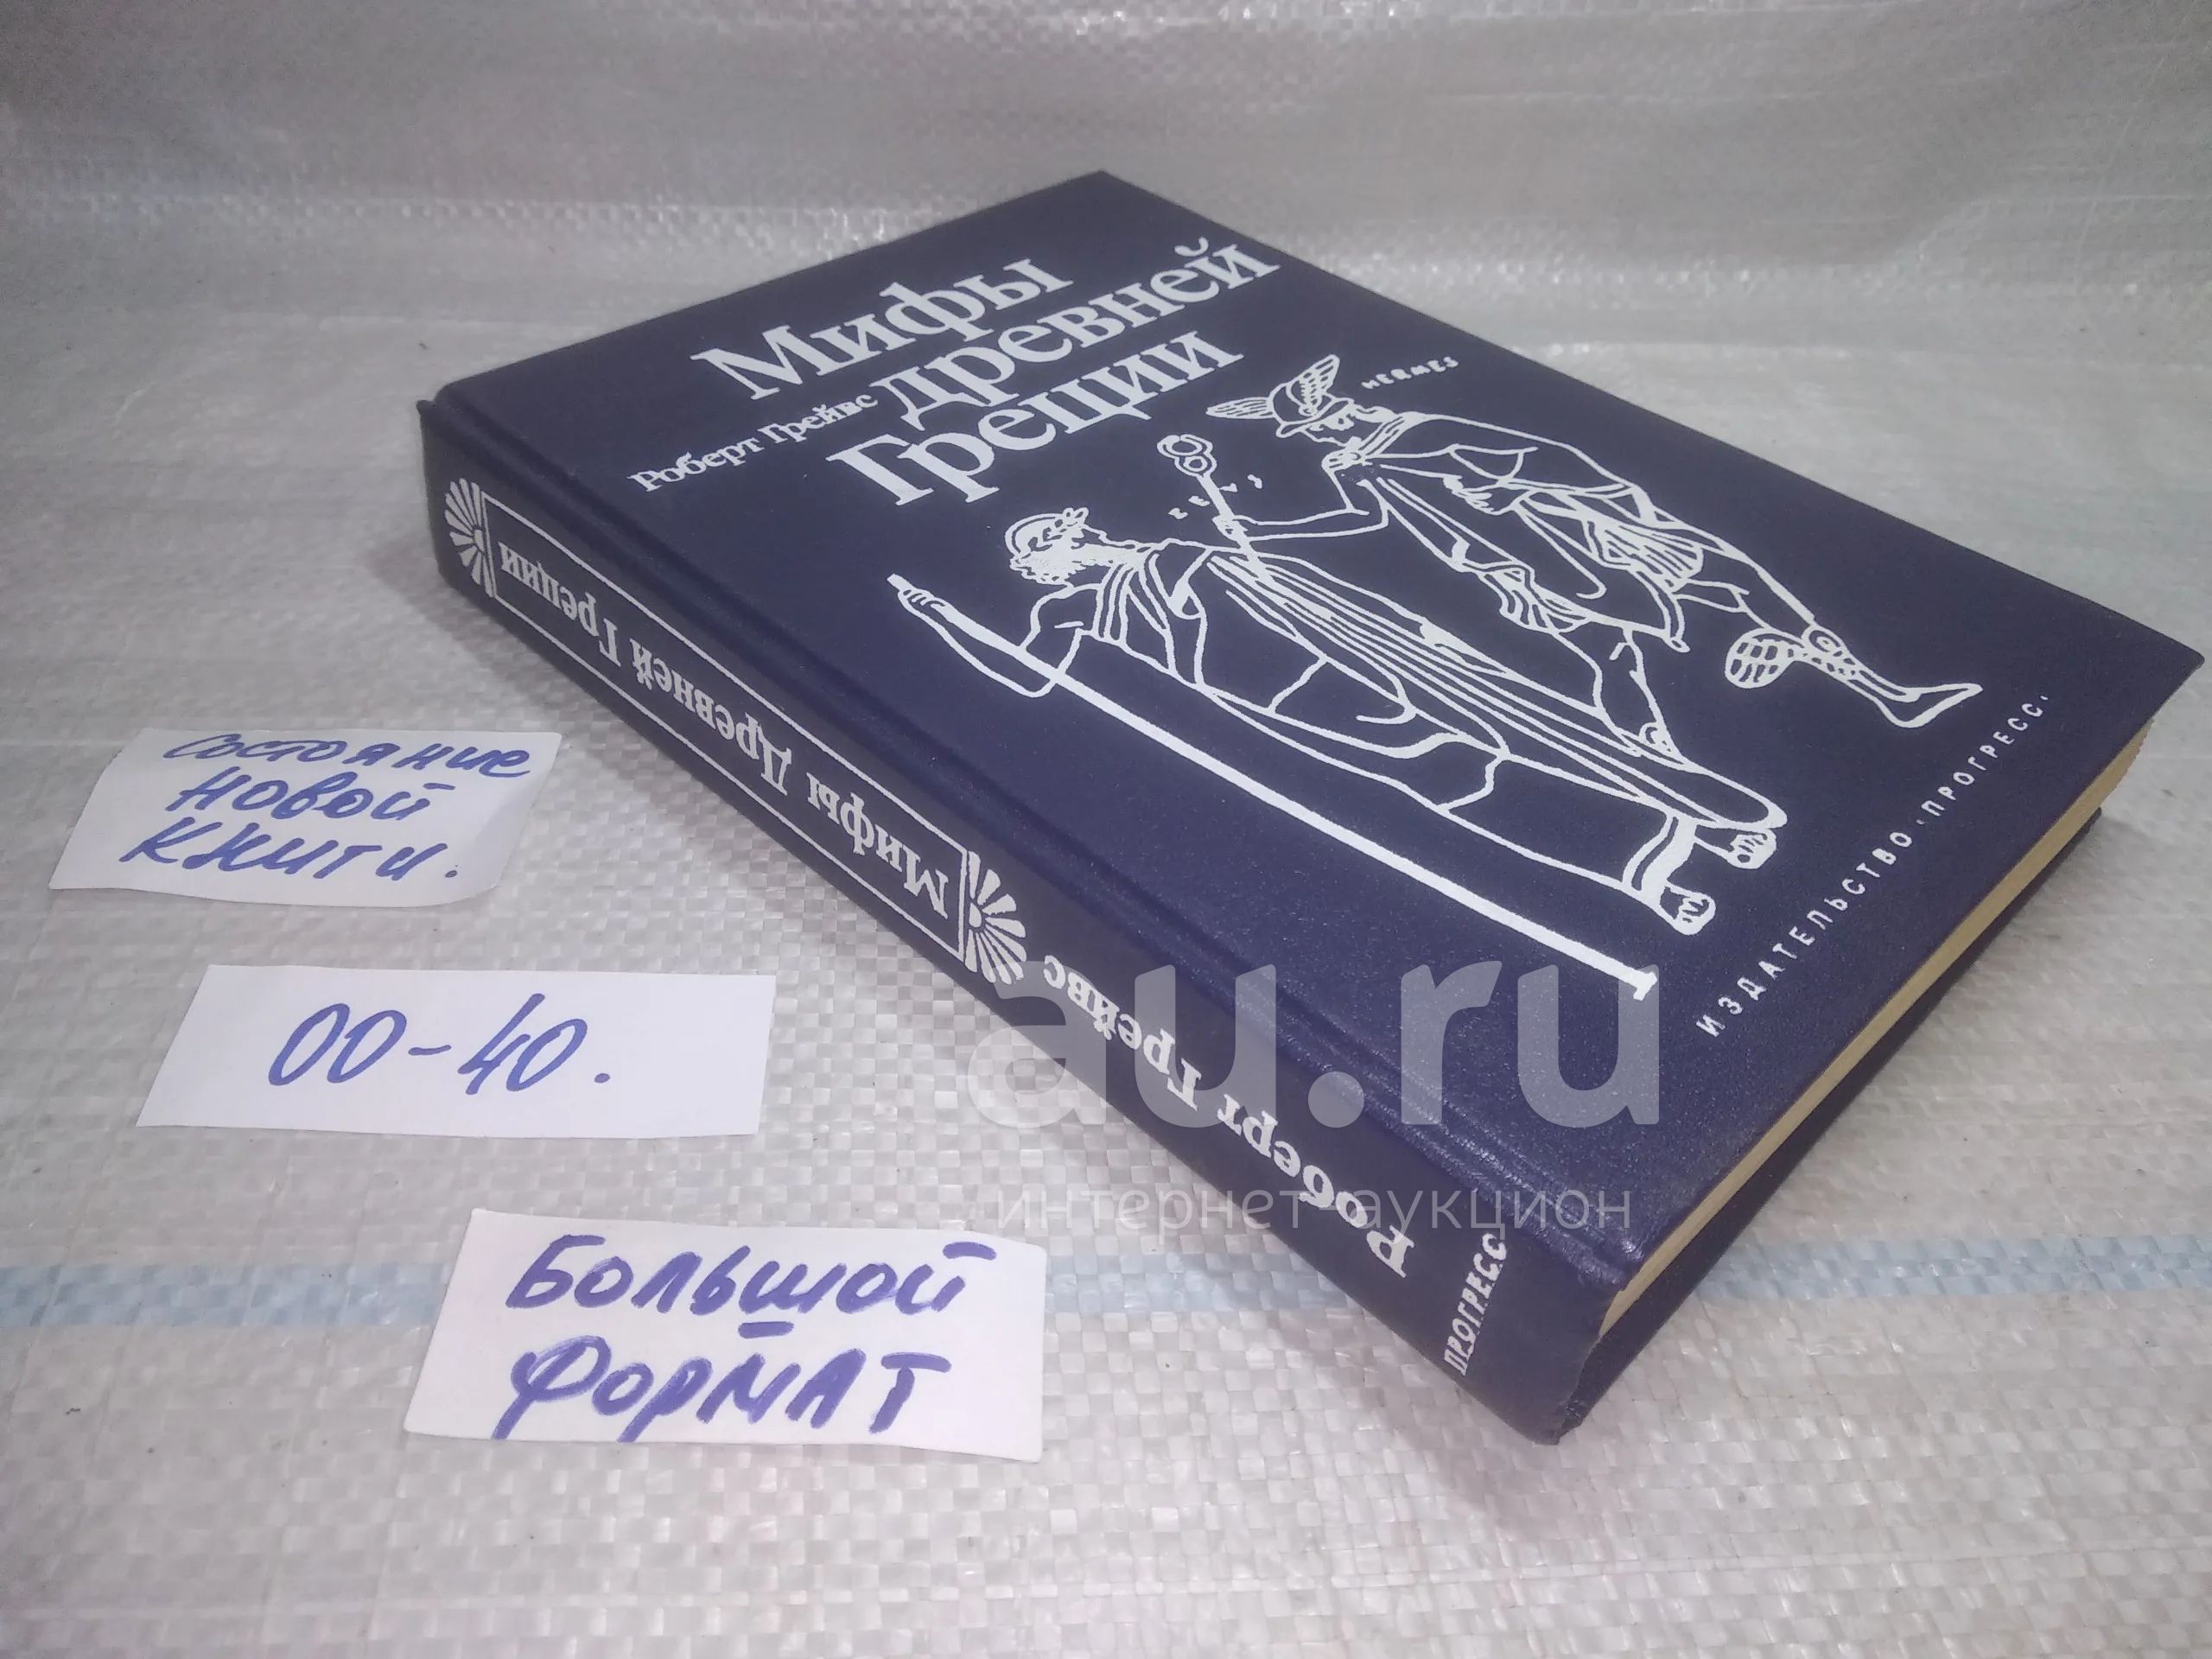 Мифы
древней
Роберт Грейвс
Греции
HERMES
ZEUS
ИЗДАТЕЛЬСТВО «ПРОГРЕСС»
Роберт Грейвс
Мифы Древней Греции
ПРОГРЕСС
состояние
новой
книги.
00-40.
БОЛЬШОЙ
ФОРМАТ
au.ru
интернет-аукцион